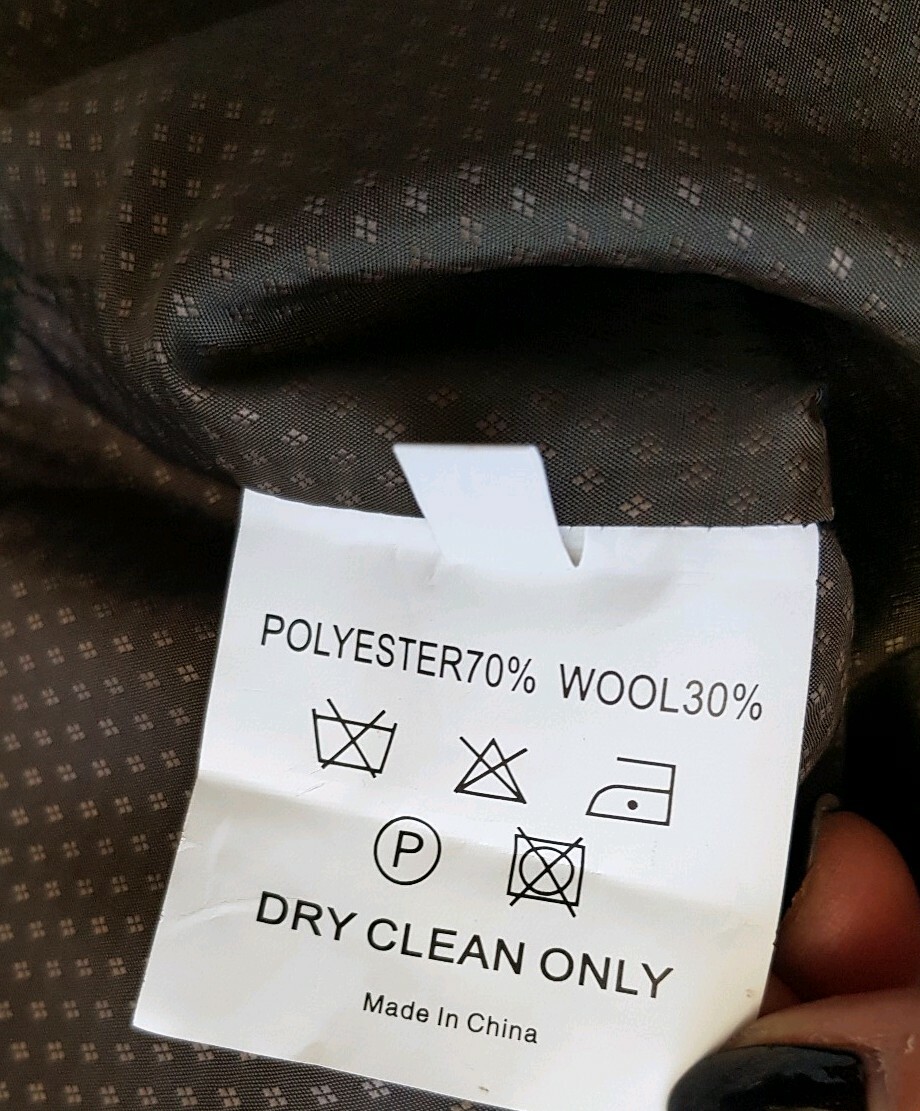 POLYESTER70% WOOL30%
P
DRY CLEAN ONLY
Made In China